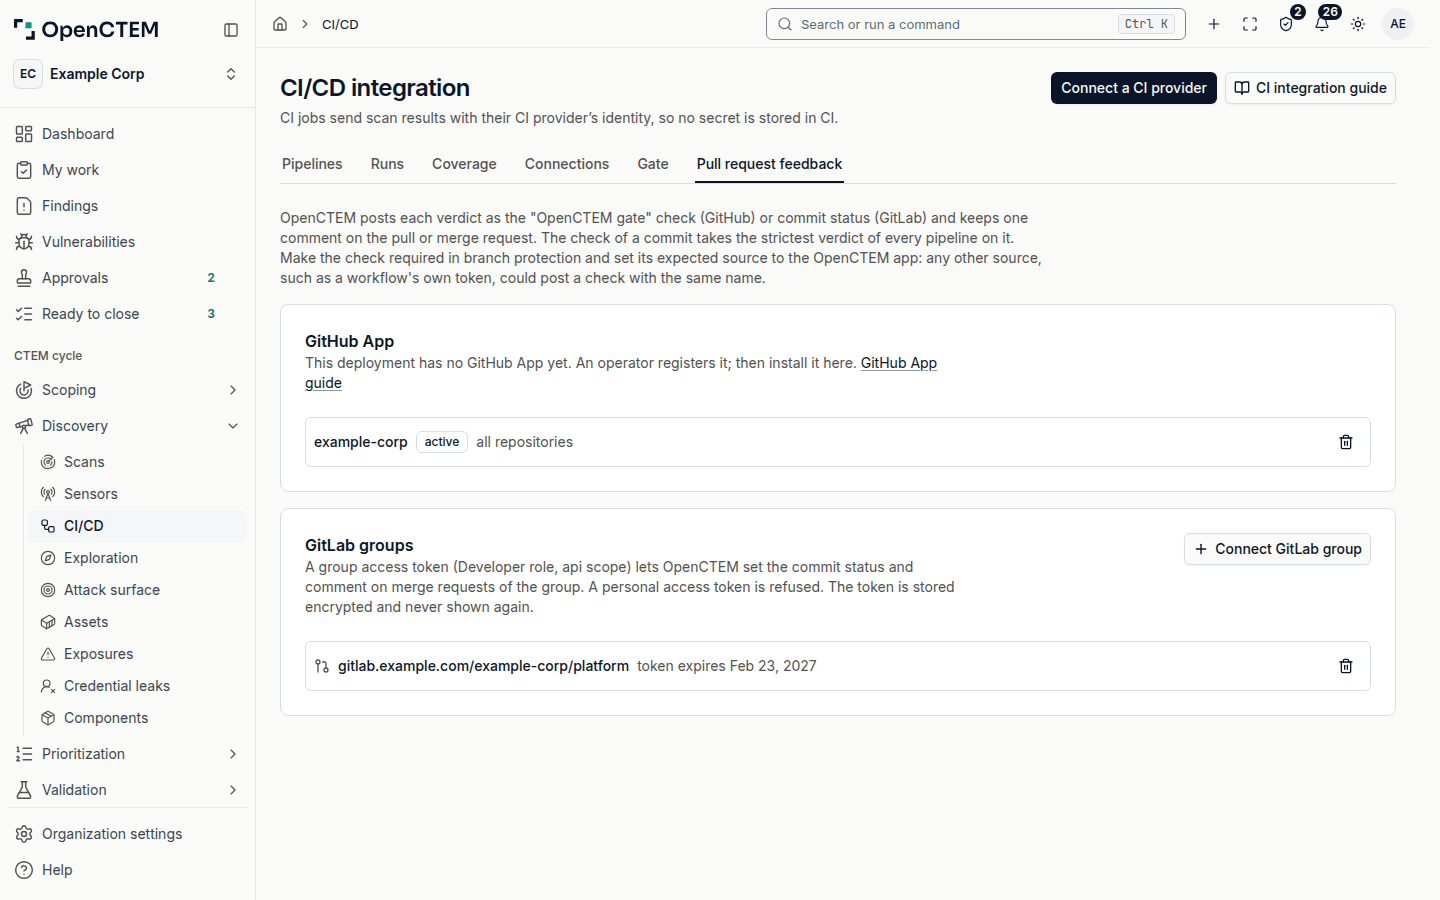 OpenCTEM
EC Example Corp
Dashboard
My work
Findings
Vulnerabilities
Approvals 2
Ready to close 3
CTEM cycle
Scoping
Discovery
Scans
Sensors
CI/CD
Exploration
Attack surface
Assets
Exposures
Credential leaks
Components
Prioritization
Validation
Organization settings
Help
CI/CD
Search or run a command Ctrl K
2
26
AE
CI/CD integration
Connect a CI provider
CI integration guide
CI jobs send scan results with their CI provider’s identity, so no secret is stored in CI.
Pipelines Runs Coverage Connections Gate Pull request feedback
OpenCTEM posts each verdict as the "OpenCTEM gate" check (GitHub) or commit status (GitLab) and keeps one
comment on the pull or merge request. The check of a commit takes the strictest verdict of every pipeline on it.
Make the check required in branch protection and set its expected source to the OpenCTEM app: any other source,
such as a workflow's own token, could post a check with the same name.
GitHub App
This deployment has no GitHub App yet. An operator registers it; then install it here. GitHub App
guide
example-corp active all repositories
GitLab groups
Connect GitLab group
A group access token (Developer role, api scope) lets OpenCTEM set the commit status and
comment on merge requests of the group. A personal access token is refused. The token is stored
encrypted and never shown again.
gitlab.example.com/example-corp/platform token expires Feb 23, 2027